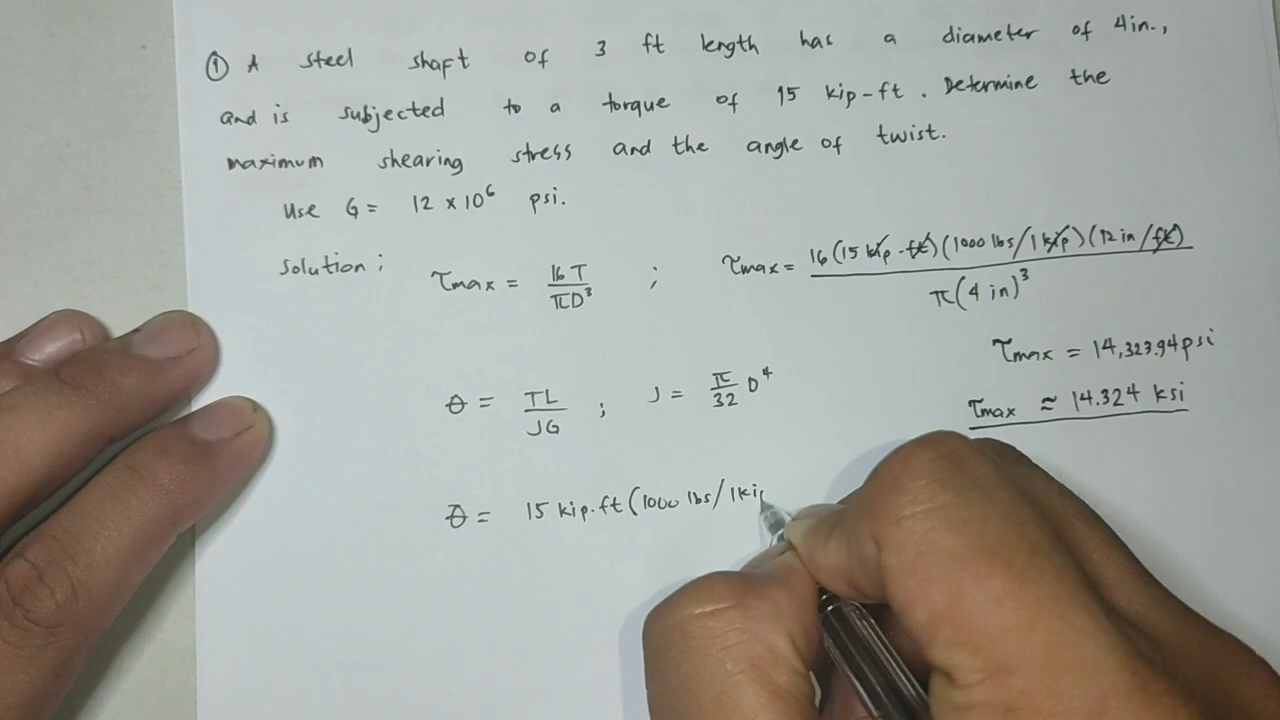 ① A steel shaft of 3 ft length has a diameter of 4in.,
and is subjected to a torque of 15 kip-ft. Determine the
maximum shearing stress and the angle of twist.
Use G = 12 × 10⁶ psi.
Solution;
τmax = 16T / πD³ ; τmax = 16(15 kip-ft)(1000 lbs/1kip)(12 in/ft) / π(4 in)³
τmax = 14,323.94psi
τmax ≈ 14.324 ksi
θ = TL / JG ; J = π/32 D⁴
θ = 15 kip.ft(1000 lbs/1kip